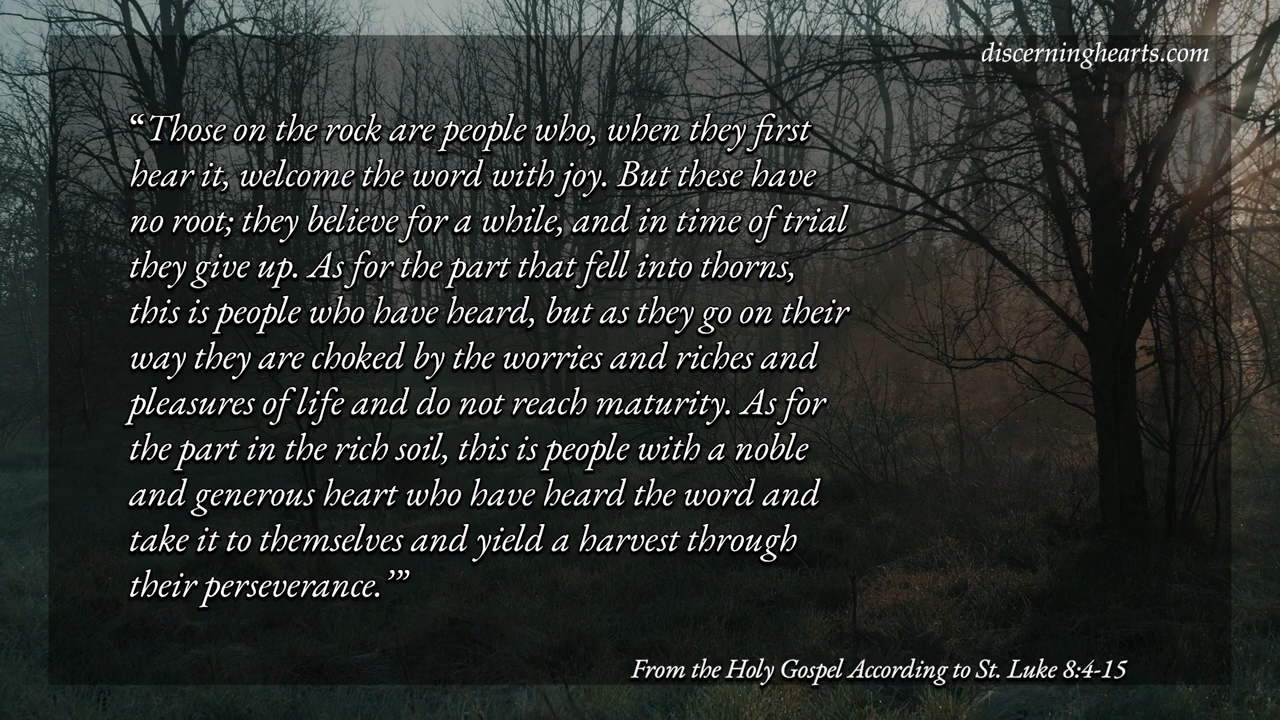 discerninghearts.com
“Those on the rock are people who, when they first
hear it, welcome the word with joy. But these have
no root; they believe for a while, and in time of trial
they give up. As for the part that fell into thorns,
this is people who have heard, but as they go on their
way they are choked by the worries and riches and
pleasures of life and do not reach maturity. As for
the part in the rich soil, this is people with a noble
and generous heart who have heard the word and
take it to themselves and yield a harvest through
their perseverance.’”
From the Holy Gospel According to St. Luke 8:4-15